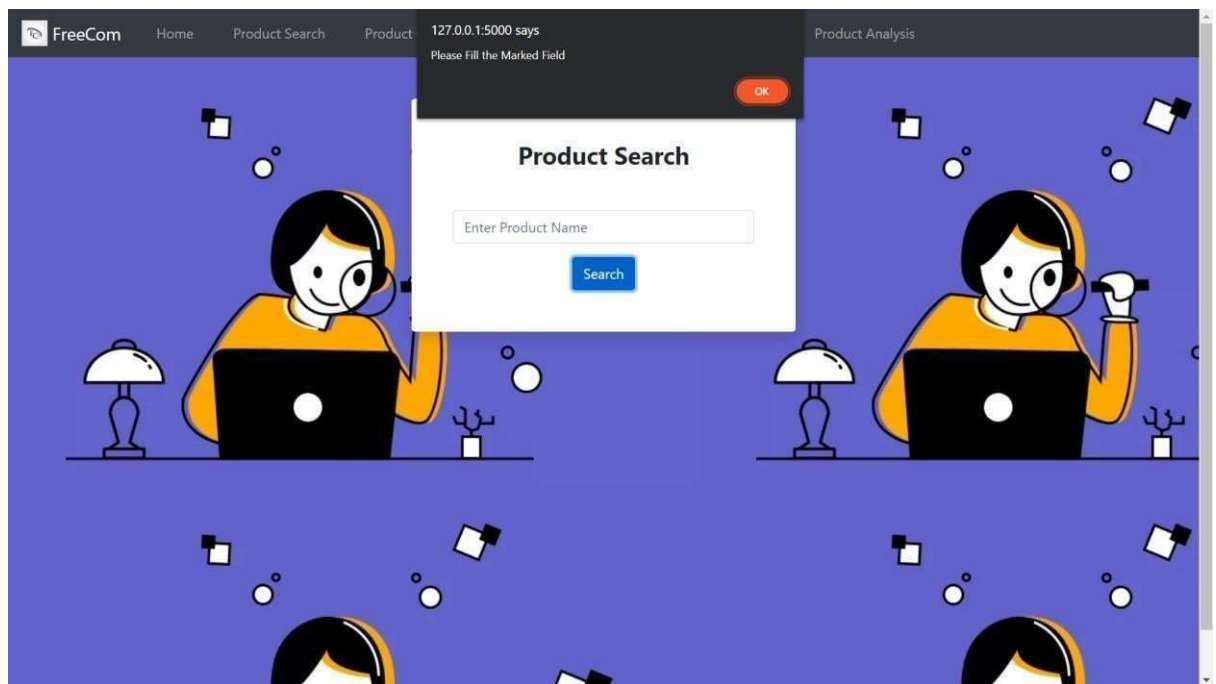 FreeCom Home Product Search Product Product Analysis
127.0.0.1:5000 says
Please Fill the Marked Field
OK
Product Search
Enter Product Name
Search